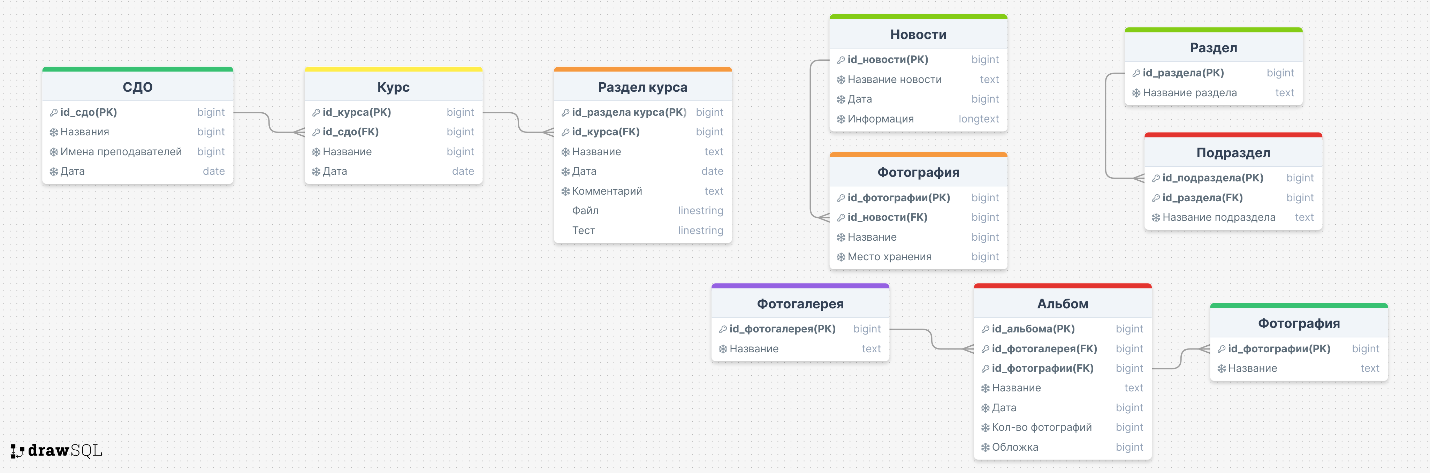 СДО
id_сдо(PK) bigint
Названия bigint
Имена преподавателей bigint
Дата date
Курс
id_курса(PK) bigint
id_сдо(FK) bigint
Название bigint
Дата date
Раздел курса
id_раздела курса(PK) bigint
id_курса(FK) bigint
Название text
Дата date
Комментарий text
Файл linestring
Тест linestring
Новости
id_новости(PK) bigint
Название новости text
Дата bigint
Информация longtext
Фотография
id_фотографии(PK) bigint
id_новости(FK) bigint
Название bigint
Место хранения bigint
Раздел
id_раздела(PK) bigint
Название раздела text
Подраздел
id_подраздела(PK) bigint
id_раздела(FK) bigint
Название подраздела text
Фотогалерея
id_фотогалерея(PK) bigint
Название text
Альбом
id_альбома(PK) bigint
id_фотогалерея(FK) bigint
id_фотографии(FK) bigint
Название text
Дата bigint
Кол-во фотографий bigint
Обложка bigint
Фотография
id_фотографии(PK) bigint
Название text
drawSQL